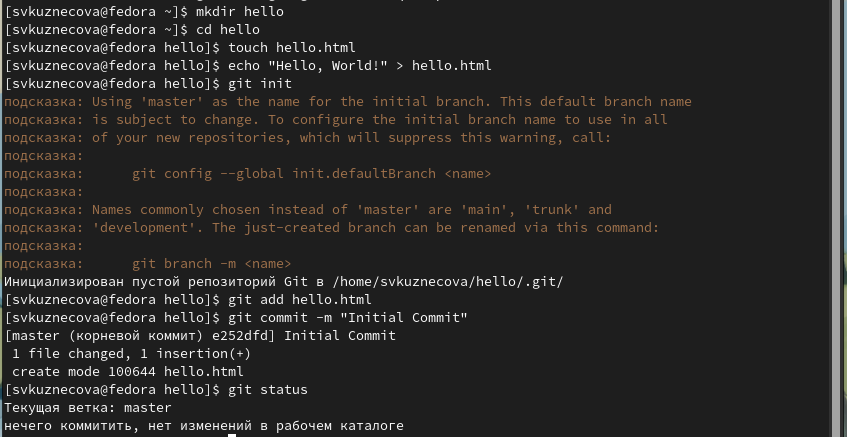 [svkuznecova@fedora ~]$ mkdir hello
[svkuznecova@fedora ~]$ cd hello
[svkuznecova@fedora hello]$ touch hello.html
[svkuznecova@fedora hello]$ echo "Hello, World!" > hello.html
[svkuznecova@fedora hello]$ git init
подсказка: Using 'master' as the name for the initial branch. This default branch name
подсказка: is subject to change. To configure the initial branch name to use in all
подсказка: of your new repositories, which will suppress this warning, call:
подсказка:
подсказка:      git config --global init.defaultBranch <name>
подсказка:
подсказка: Names commonly chosen instead of 'master' are 'main', 'trunk' and
подсказка: 'development'. The just-created branch can be renamed via this command:
подсказка:
подсказка:      git branch -m <name>
Инициализирован пустой репозиторий Git в /home/svkuznecova/hello/.git/
[svkuznecova@fedora hello]$ git add hello.html
[svkuznecova@fedora hello]$ git commit -m "Initial Commit"
[master (корневой коммит) e252dfd] Initial Commit
 1 file changed, 1 insertion(+)
 create mode 100644 hello.html
[svkuznecova@fedora hello]$ git status
Текущая ветка: master
нечего коммитить, нет изменений в рабочем каталоге